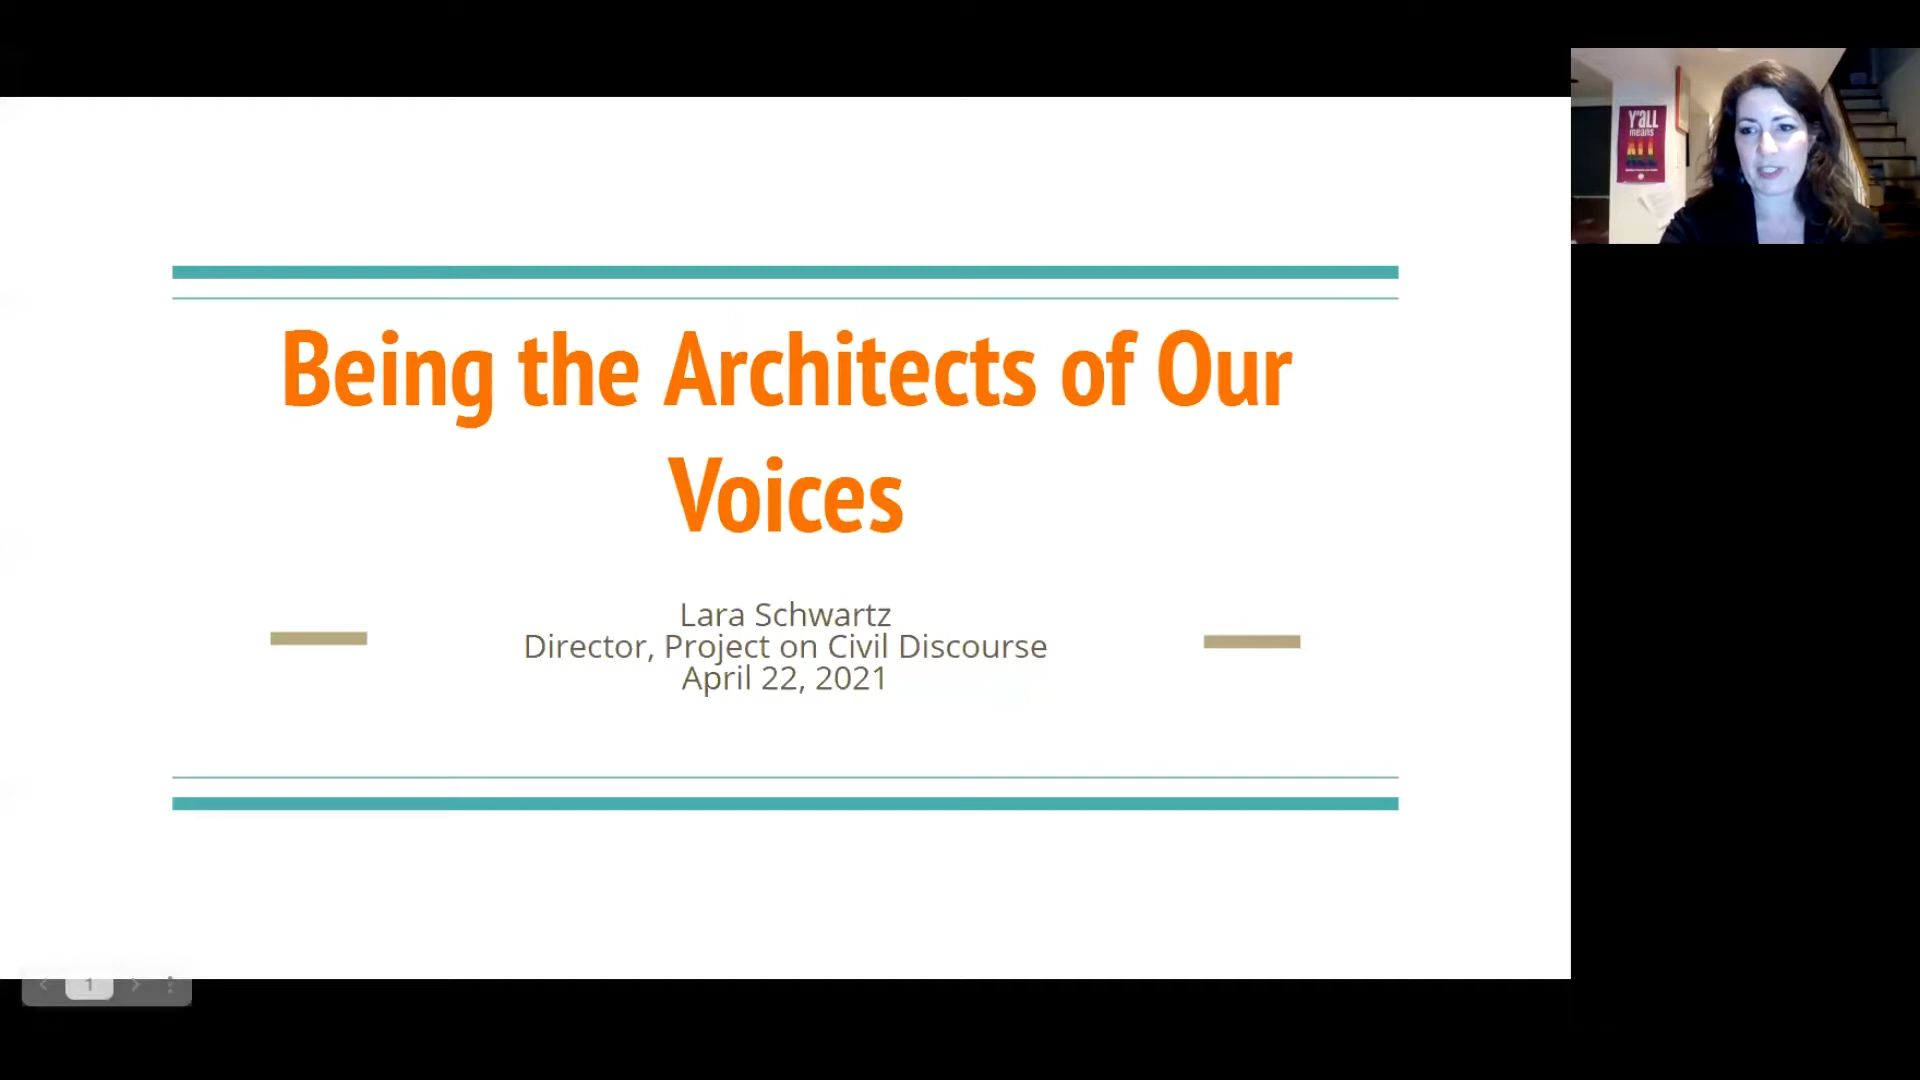 Being the Architects of Our
Voices
Lara Schwartz
Director, Project on Civil Discourse
April 22, 2021
Y'ALL
means
ALL
1